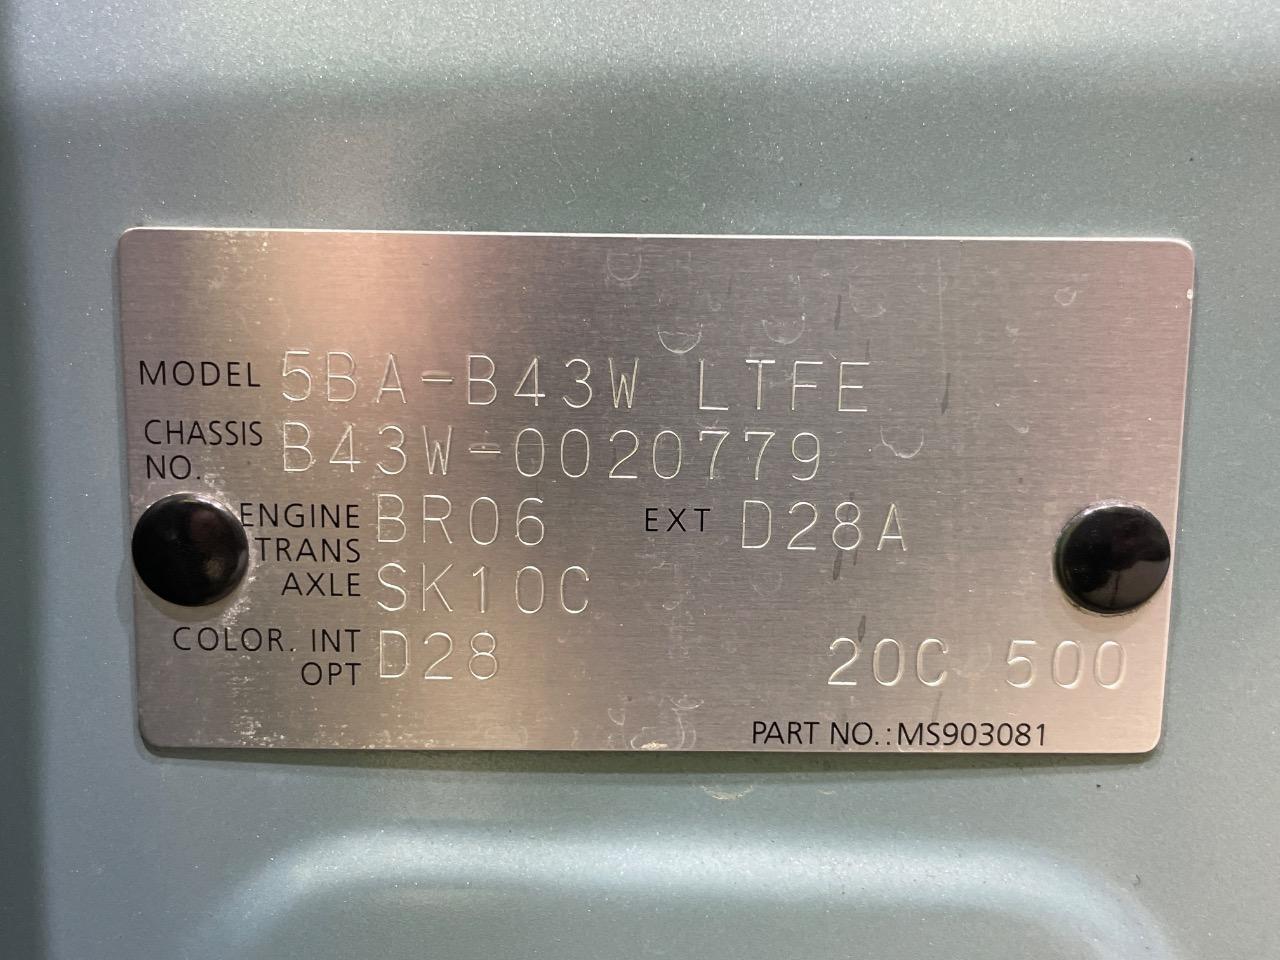 MODEL 5BA-B43W LTFE
CHASSIS NO. B43W-0020779
ENGINE BR06 EXT D28A
TRANS AXLE SK10C
COLOR. INT OPT D28 20C 500
PART NO.:MS903081